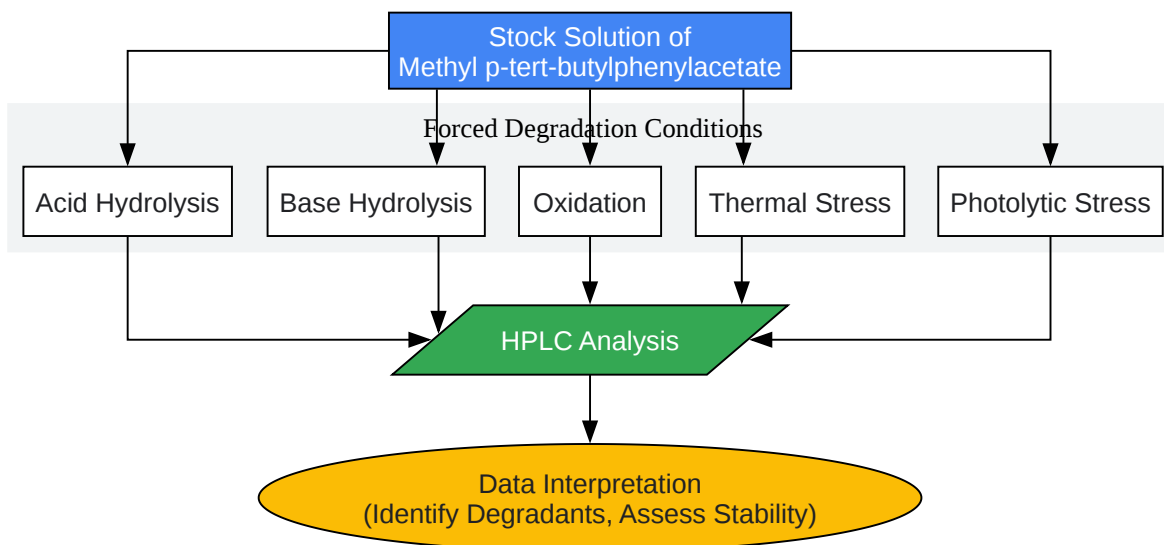 Stock Solution of
Methyl p-tert-butylphenylacetate
Forced Degradation Conditions
Acid Hydrolysis
Base Hydrolysis
Oxidation
Thermal Stress
Photolytic Stress
HPLC Analysis
Data Interpretation
(Identify Degradants, Assess Stability)